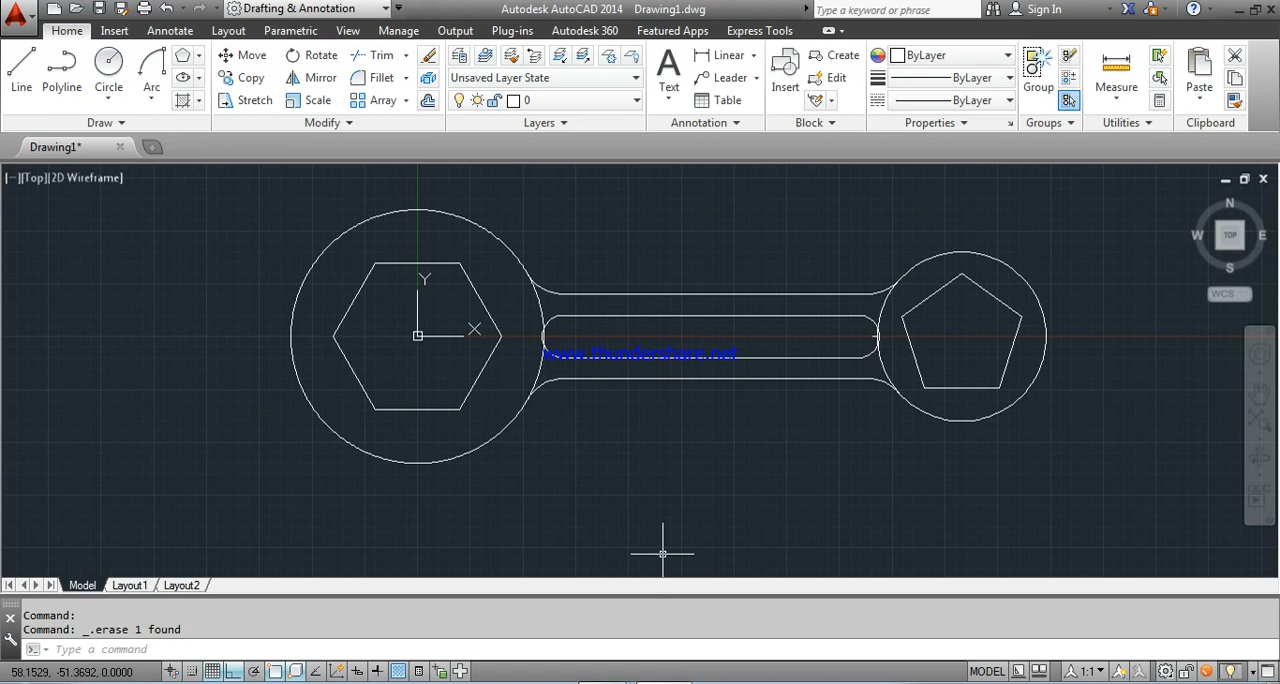 Drafting & Annotation
Autodesk AutoCAD 2014 Drawing1.dwg
Type a keyword or phrase
Sign In
Home Insert Annotate Layout Parametric View Manage Output Plug-ins Autodesk 360 Featured Apps Express Tools
Line
Polyline
Circle
Arc
Draw
Move
Rotate
Trim
Copy
Mirror
Fillet
Stretch
Scale
Array
Modify
Unsaved Layer State
0
Layers
Text
Linear
Leader
Table
Annotation
Insert
Create
Edit
Block
ByLayer
ByLayer
ByLayer
Properties
Group
Groups
Measure
Utilities
Paste
Clipboard
Drawing1*
[−][Top][2D Wireframe]
N
W
TOP
E
S
WCS
Y
X
www.thundershare.net
Model Layout1 Layout2
Command:
Command: _.erase 1 found
Type a command
58.1529, -51.3692, 0.0000
MODEL
1:1